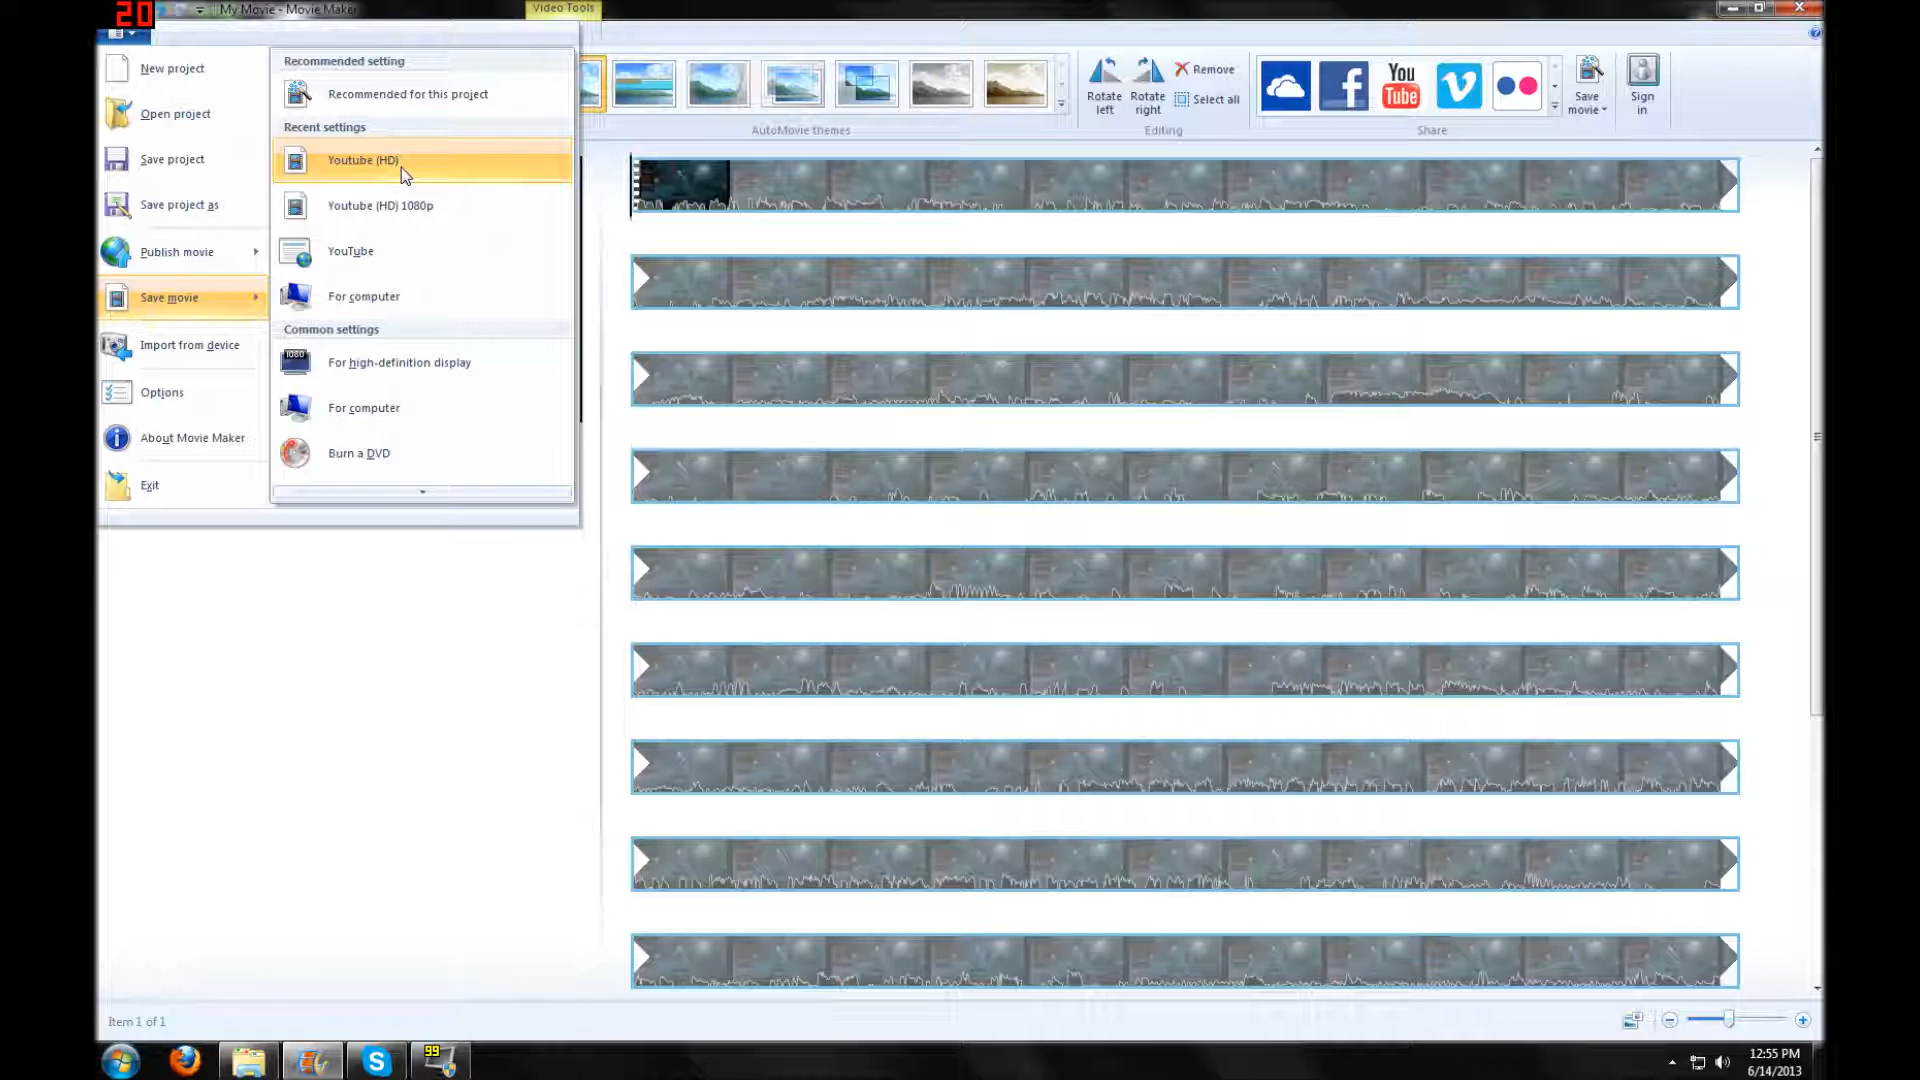 20
My Movie - Movie Maker
Video Tools
New project
Open project
Save project
Save project as
Publish movie
Save movie
Import from device
Options
About Movie Maker
Exit
Recommended setting
Recommended for this project
Recent settings
Youtube (HD)
Youtube (HD) 1080p
YouTube
For computer
Common settings
1080
For high-definition display
For computer
Burn a DVD
AutoMovie themes
Rotate left
Rotate right
Remove
Select all
Editing
You
Tube
Share
Save movie
Sign in
Item 1 of 1
99
12:55 PM
6/14/2013